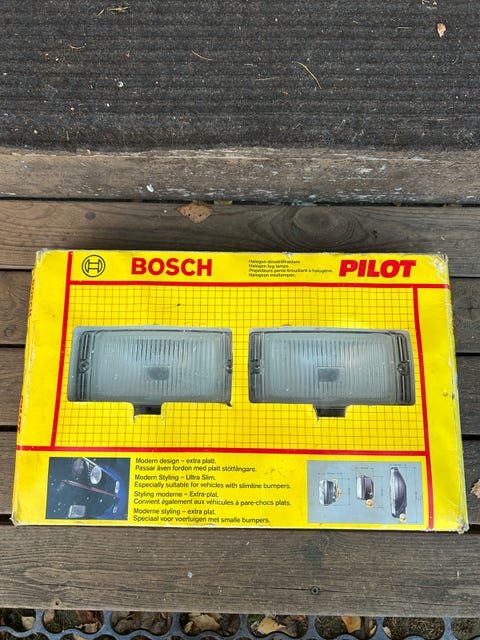 BOSCH
Halogen dimstrålkastare.
Halogen fog lamps.
Projecteurs perce-brouillard à halogène.
Halogeen mistlampen.
PILOT
Modern design – extra platt.
Passar även fordon med platt stötfångare.
Modern Styling – Ultra Slim.
Especially suitable for vehicles with slimline bumpers.
Styling moderne – Extra-plat.
Convient également aux véhicules à pare-chocs plats.
Moderne styling – extra plat.
Speciaal voor voertuigen met smalle bumpers.